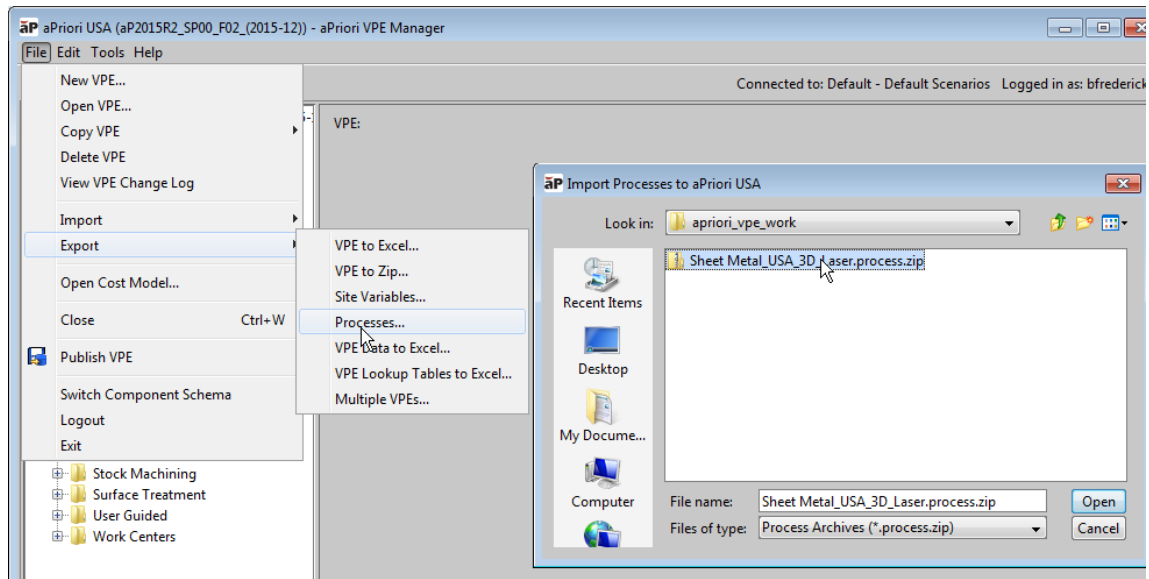 aP aPriori USA (aP2015R2_SP00_F02_(2015-12)) - aPriori VPE Manager
File Edit Tools Help
Connected to: Default - Default Scenarios Logged in as: bfrederick
New VPE...
Open VPE...
Copy VPE
Delete VPE
View VPE Change Log
Import
Export
Open Cost Model...
Close Ctrl+W
Publish VPE
Switch Component Schema
Logout
Exit
VPE to Excel...
VPE to Zip...
Site Variables...
Processes...
VPE Data to Excel...
VPE Lookup Tables to Excel...
Multiple VPEs...
Stock Machining
Surface Treatment
User Guided
Work Centers
VPE:
aP Import Processes to aPriori USA
Look in: apriori_vpe_work
Sheet Metal_USA_3D_Laser.process.zip
Recent Items
Desktop
My Docume...
Computer
File name: Sheet Metal_USA_3D_Laser.process.zip Open
Files of type: Process Archives (*.process.zip) Cancel